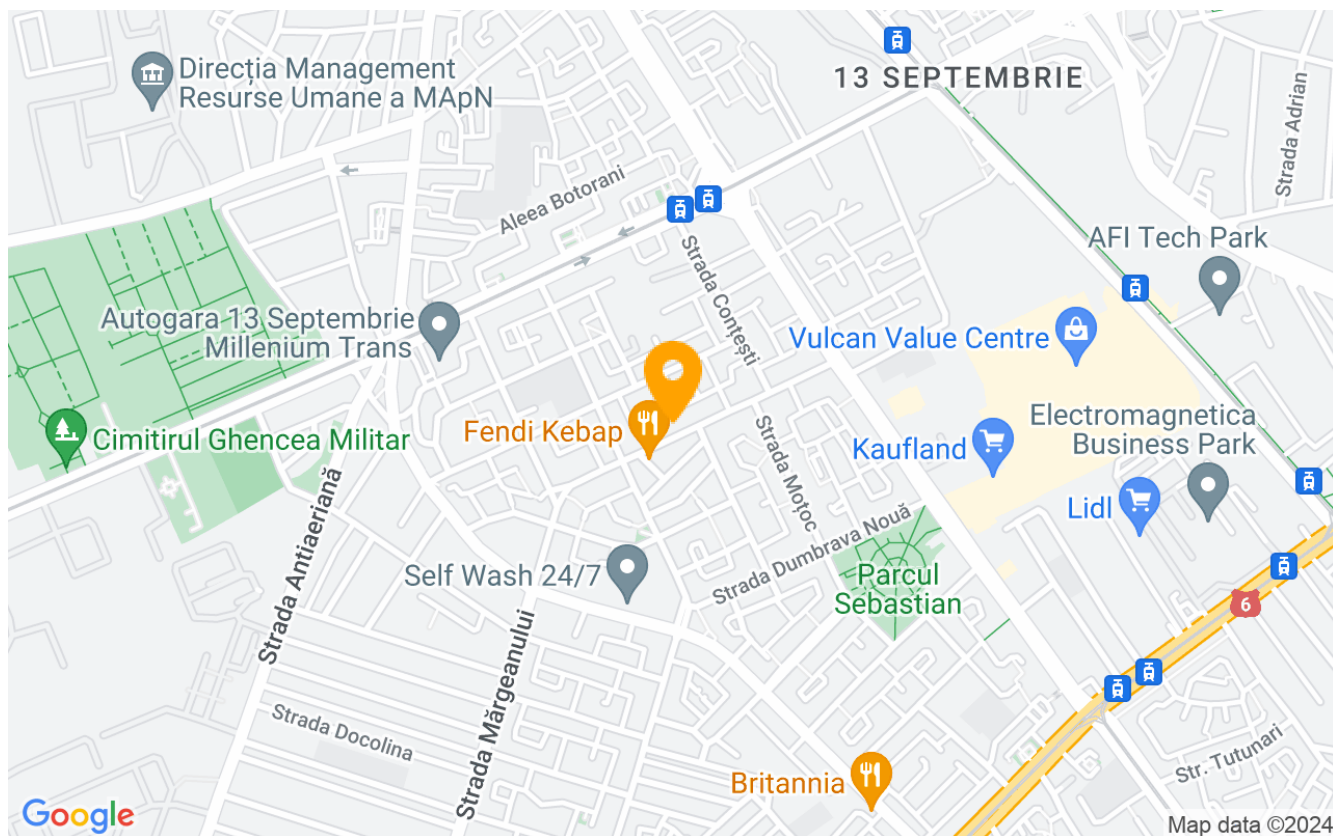 Direcția Management
Resurse Umane a MApN
13 SEPTEMBRIE
Strada Adrian
Aleea Botorani
AFI Tech Park
Strada Conțești
Autogara 13 Septembrie
Millenium Trans
Vulcan Value Centre
Fendi Kebap
Cimitirul Ghencea Militar
Electromagnetica
Business Park
Kaufland
Strada Moțoc
Lidl
Strada Antiaeriană
Strada Dumbrava Nouă
Self Wash 24/7
Parcul
Sebastian
6
Strada Mărgeanului
Strada Docolina
Str. Tutunari
Britannia
Google
Map data ©2024